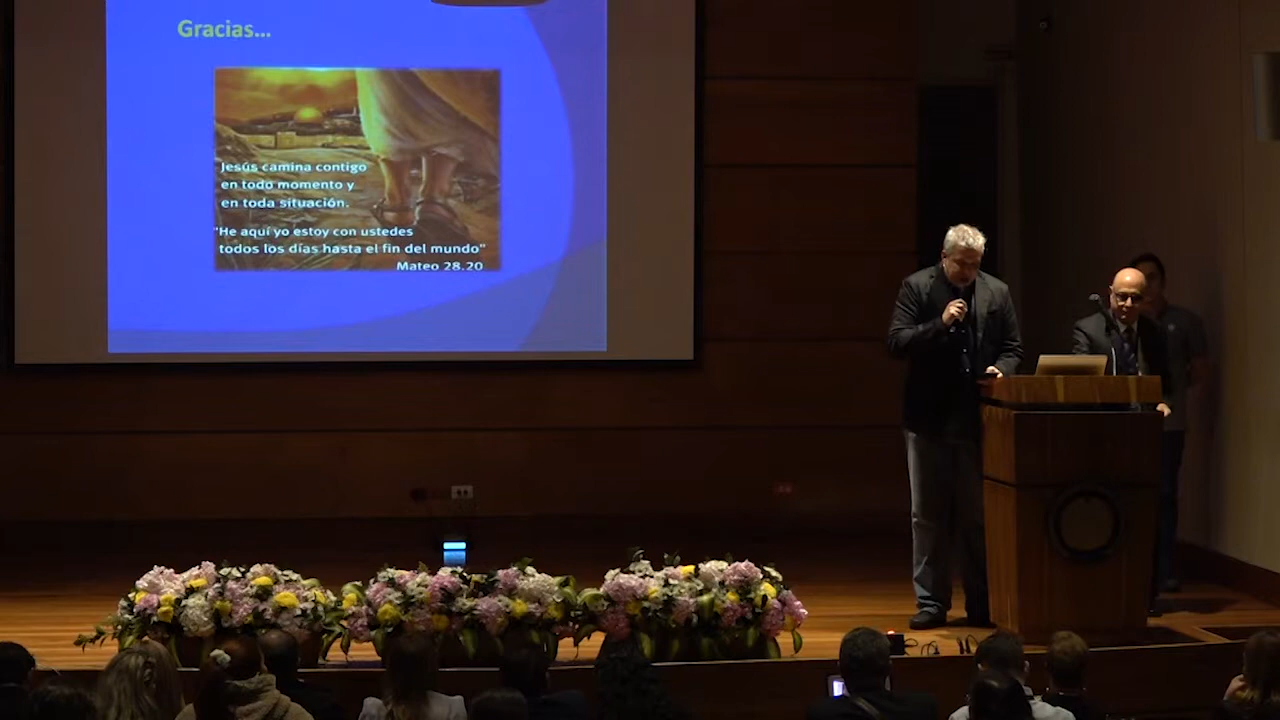 Gracias...
Jesús camina contigo
en todo momento y
en toda situación.
"He aquí yo estoy con ustedes
todos los días hasta el fin del mundo"
Mateo 28.20